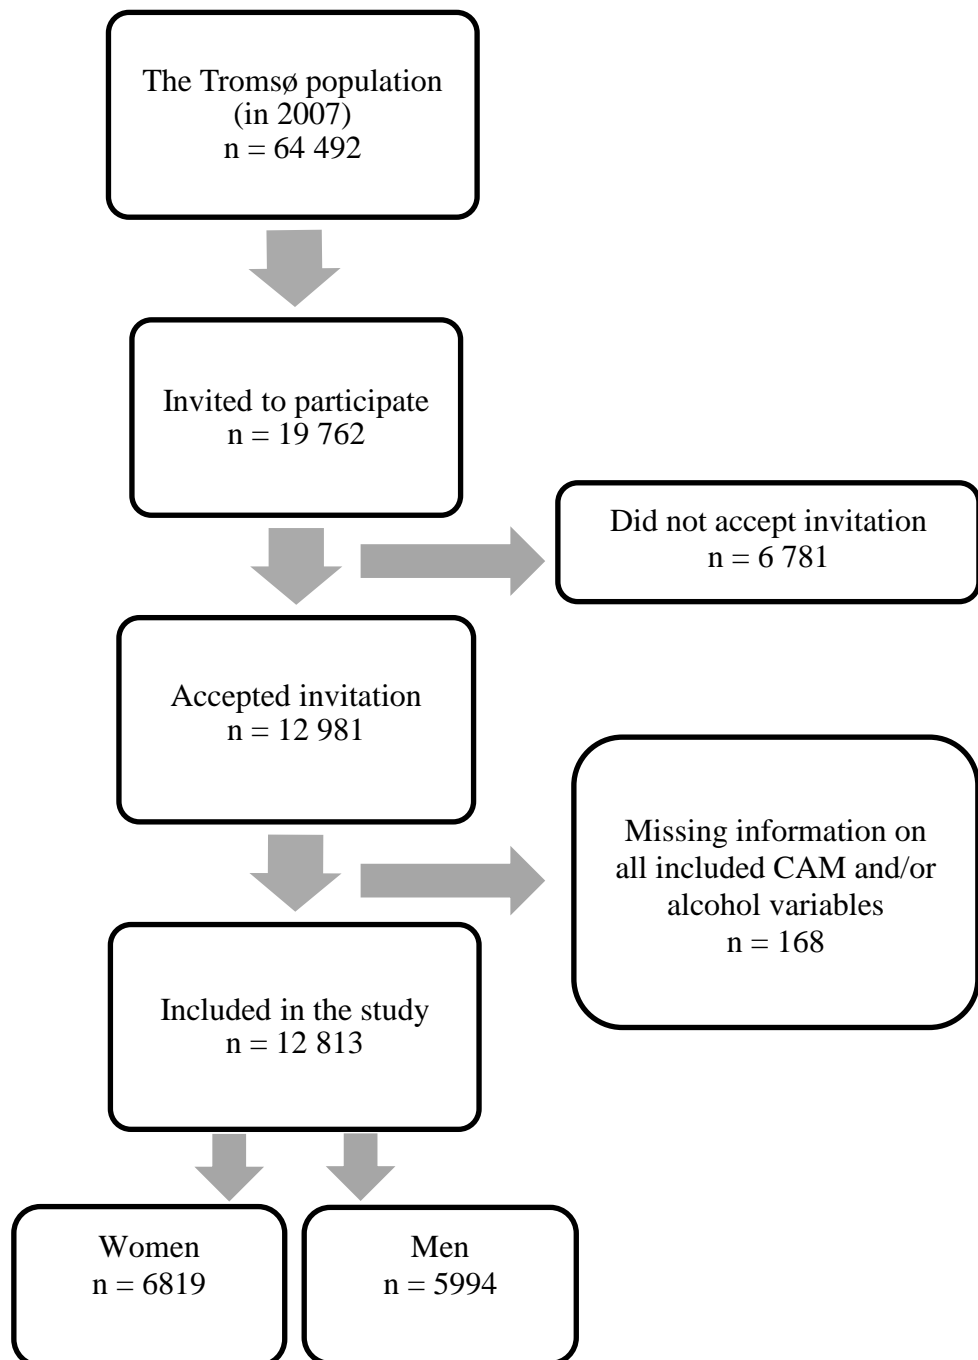 The Tromsø population
(in 2007)
n = 64 492
Invited to participate
n = 19 762
Did not accept invitation
n = 6 781
Accepted invitation
n = 12 981
Missing information on
all included CAM and/or
alcohol variables
n = 168
Included in the study
n = 12 813
Women
n = 6819
Men
n = 5994